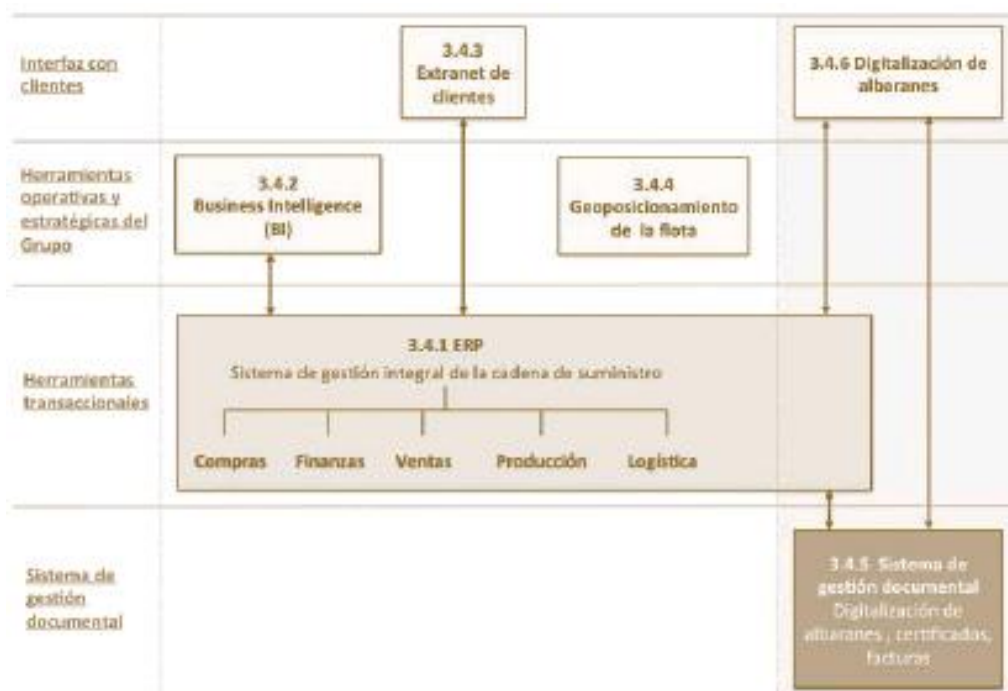 Interfaz con
clientes
3.4.3
Extranet de
clientes
3.4.6 Digitalización de
albaranes
Herramientas
operativas y
estratégicas del
Grupo
3.4.2
Business Intelligence
(BI)
3.4.4
Geoposicionamiento
de la flota
Herramientas
transaccionales
3.4.1 ERP
Sistema de gestión integral de la cadena de suministro
Compras Finanzas Ventas Producción Logística
Sistema de
gestión
documental
3.4.5 Sistema de
gestión documental
Digitalización de
albaranes , certificados,
facturas